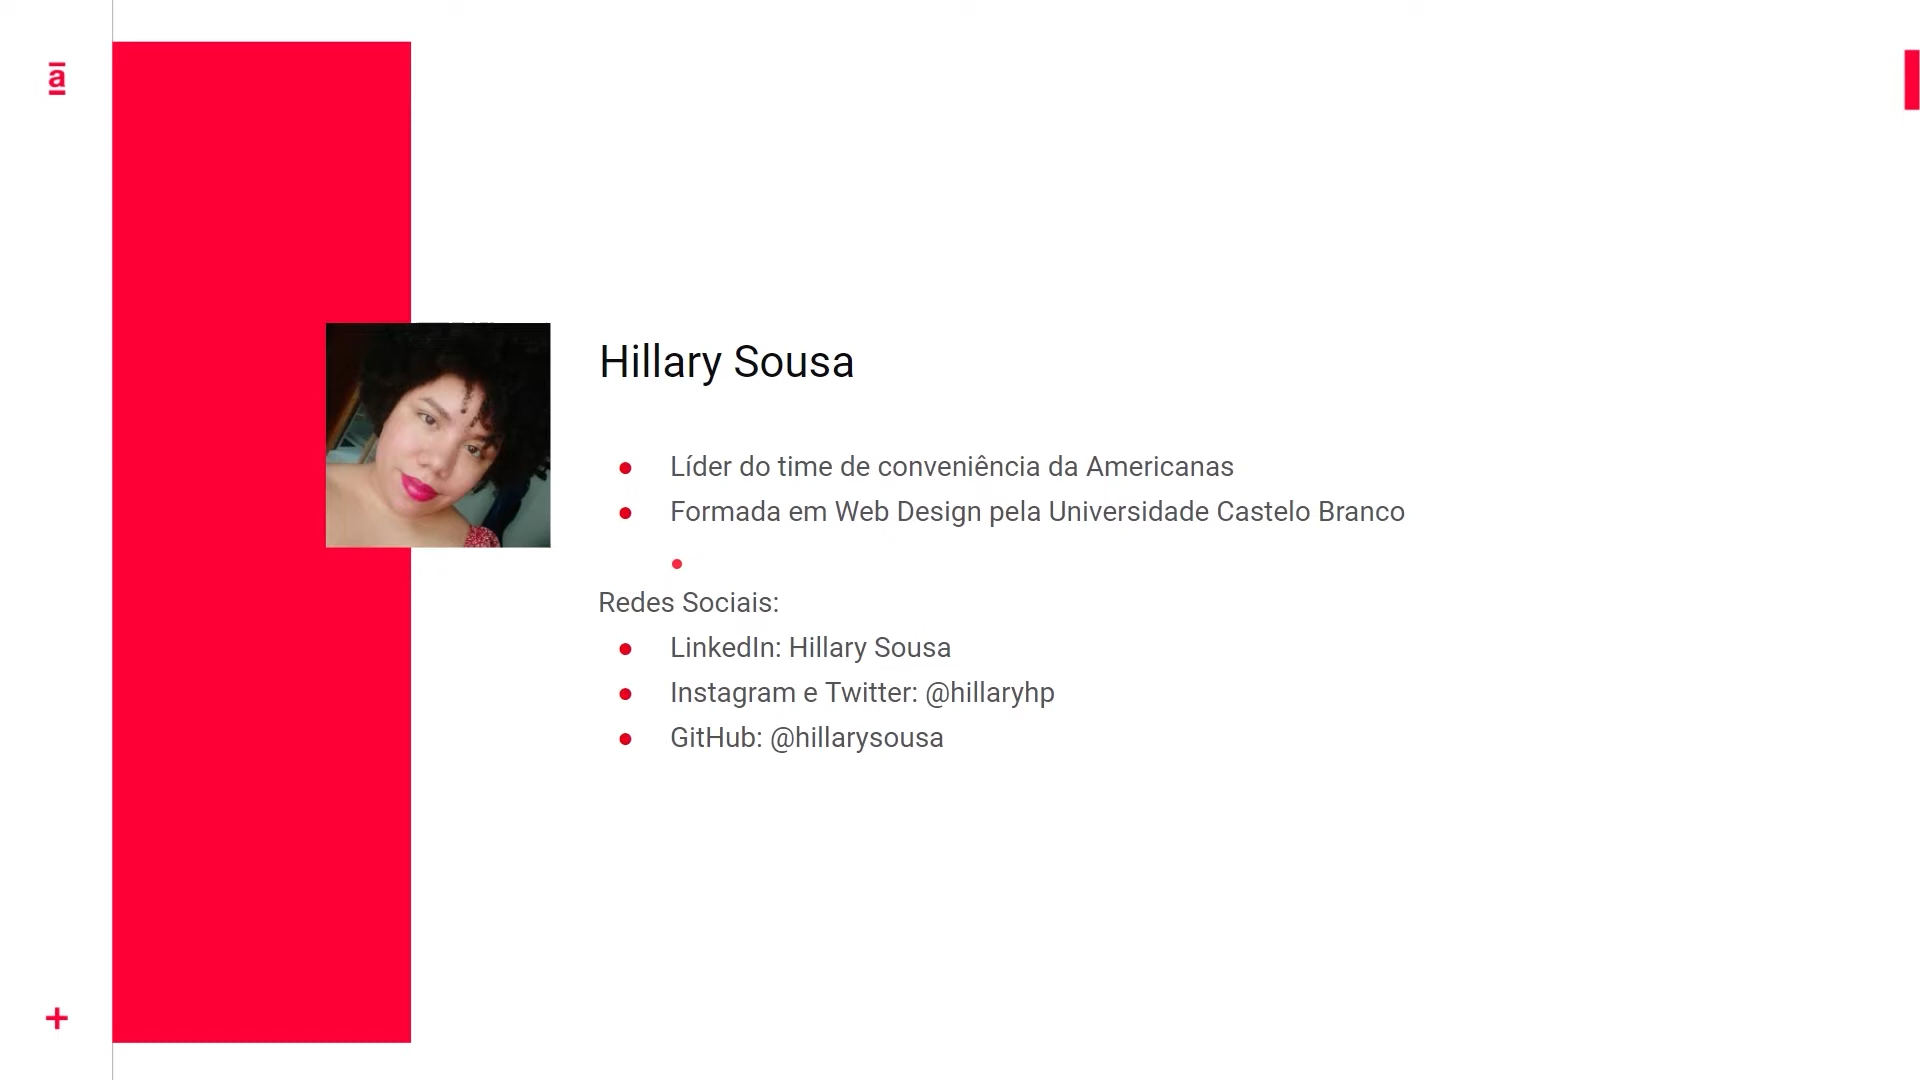 a
Hillary Sousa
● Líder do time de conveniência da Americanas
● Formada em Web Design pela Universidade Castelo Branco
Redes Sociais:
● LinkedIn: Hillary Sousa
● Instagram e Twitter: @hillaryhp
● GitHub: @hillarysousa
+